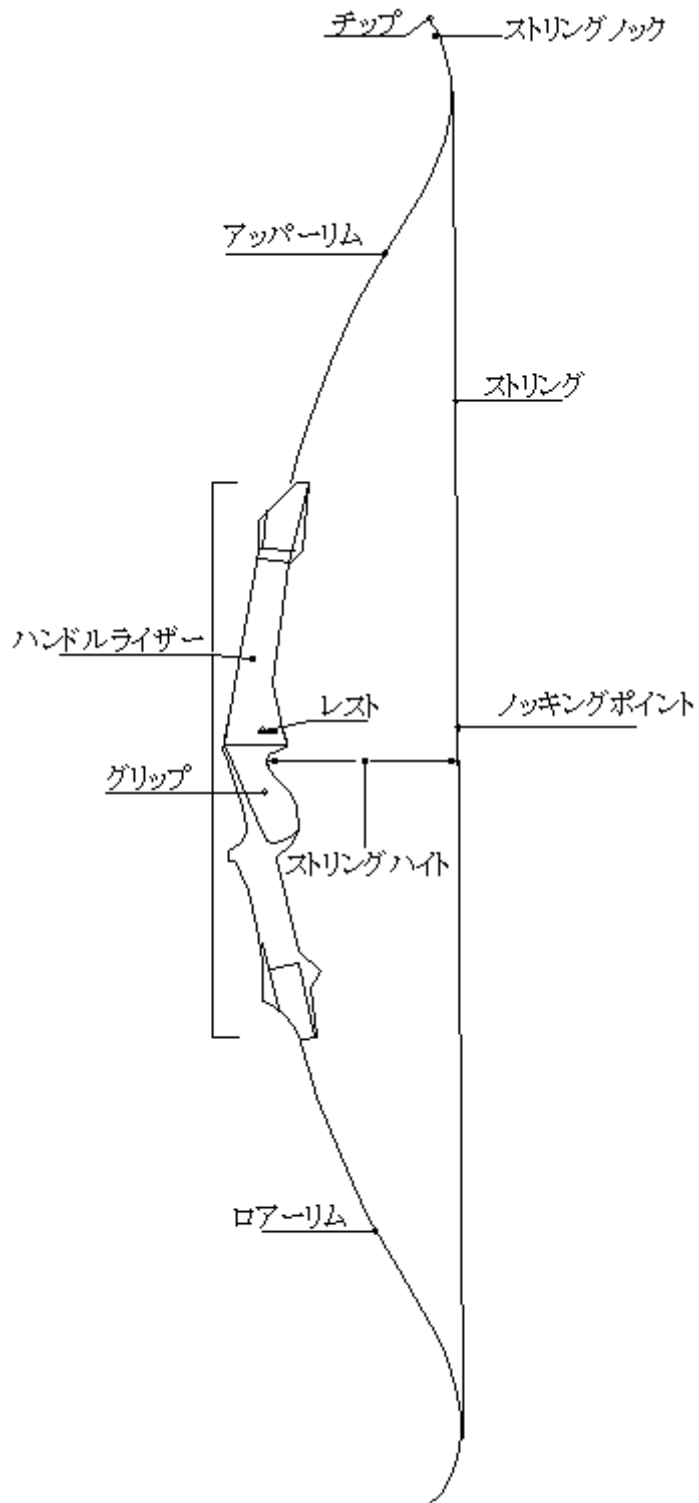 チップ
ストリングノック
アッパーリム
ストリング
ハンドルライザー
レスト
ノッキングポイント
グリップ
ストリングハイト
ロアーリム